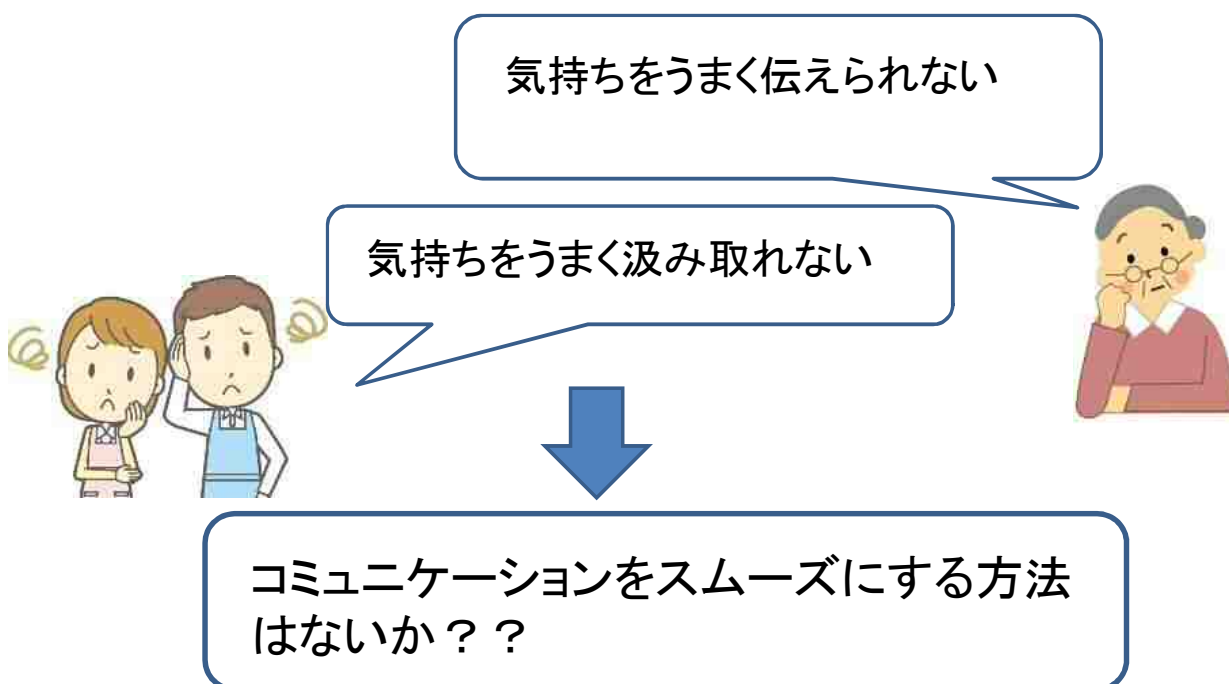 気持ちをうまく伝えられない
気持ちをうまく汲み取れない
コミュニケーションをスムーズにする方法
はないか？？